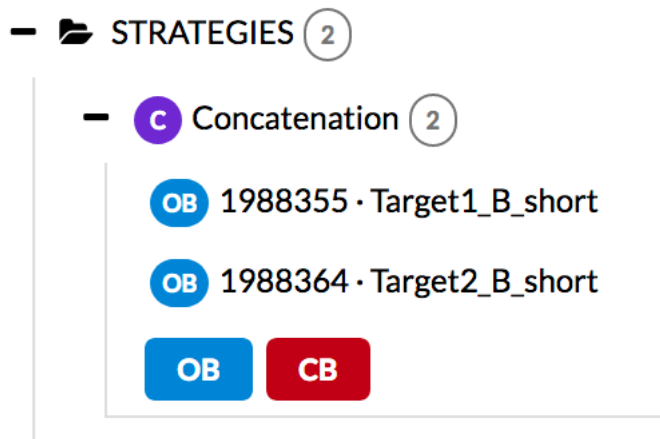 STRATEGIES 2
C Concatenation 2
OB 1988355 · Target1_B_short
OB 1988364 · Target2_B_short
OB CB